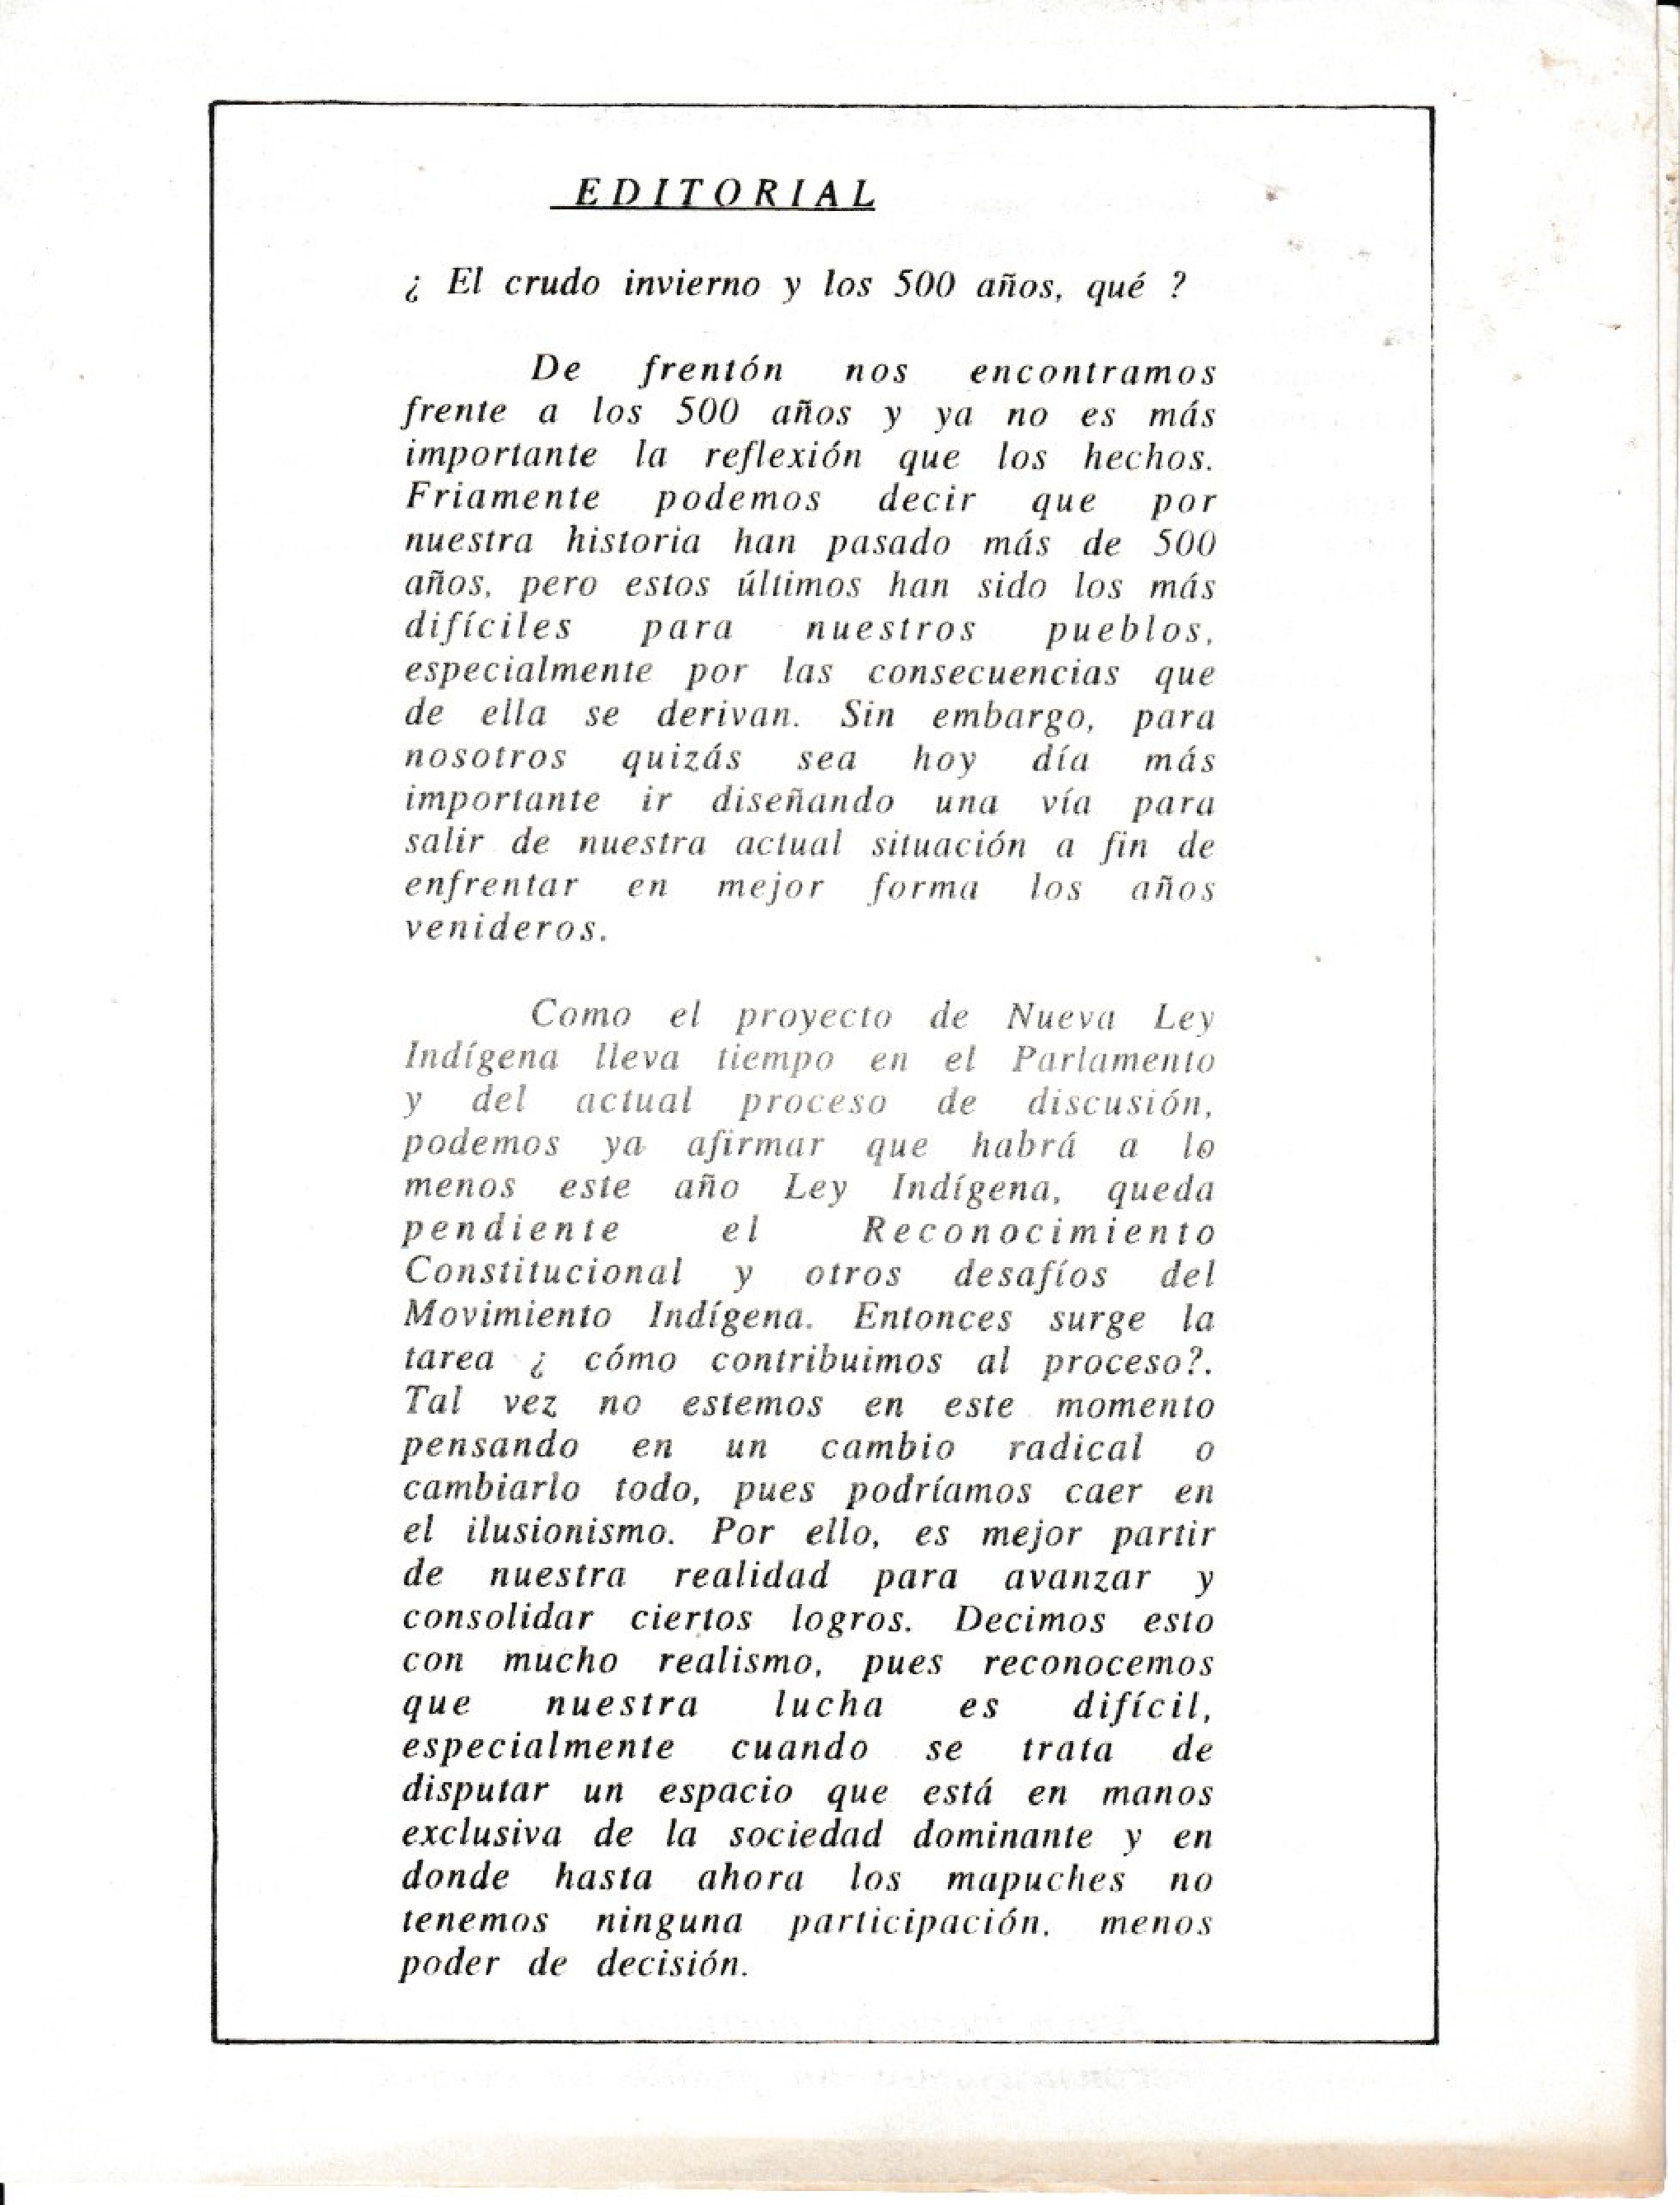 EDITORIAL
¿ El crudo invierno y los 500 años, qué ?
De frentón nos encontramos
frente a los 500 años y ya no es más
importante la reflexión que los hechos.
Friamente podemos decir que por
nuestra historia han pasado más de 500
años, pero estos últimos han sido los más
difíciles para nuestros pueblos,
especialmente por las consecuencias que
de ella se derivan. Sin embargo, para
nosotros quizás sea hoy día más
importante ir diseñando una vía para
salir de nuestra actual situación a fin de
enfrentar en mejor forma los años
venideros.
Como el proyecto de Nueva Ley
Indígena lleva tiempo en el Parlamento
y del actual proceso de discusión,
podemos ya afirmar que habrá a lo
menos este año Ley Indígena, queda
pendiente el Reconocimiento
Constitucional y otros desafíos del
Movimiento Indígena. Entonces surge la
tarea ¿ cómo contribuimos al proceso?.
Tal vez no estemos en este momento
pensando en un cambio radical o
cambiarlo todo, pues podríamos caer en
el ilusionismo. Por ello, es mejor partir
de nuestra realidad para avanzar y
consolidar ciertos logros. Decimos esto
con mucho realismo, pues reconocemos
que nuestra lucha es difícil,
especialmente cuando se trata de
disputar un espacio que está en manos
exclusiva de la sociedad dominante y en
donde hasta ahora los mapuches no
tenemos ninguna participación, menos
poder de decisión.